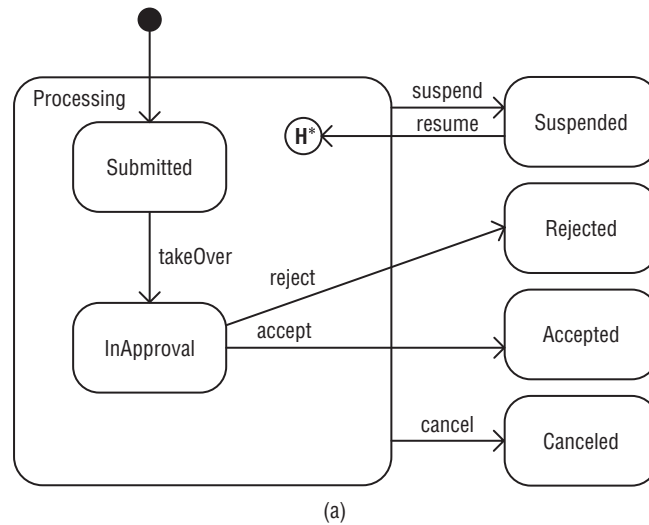 Processing
suspend
resume
H*
Suspended
Submitted
takeOver
reject
Rejected
InApproval
accept
Accepted
cancel
Canceled
(a)